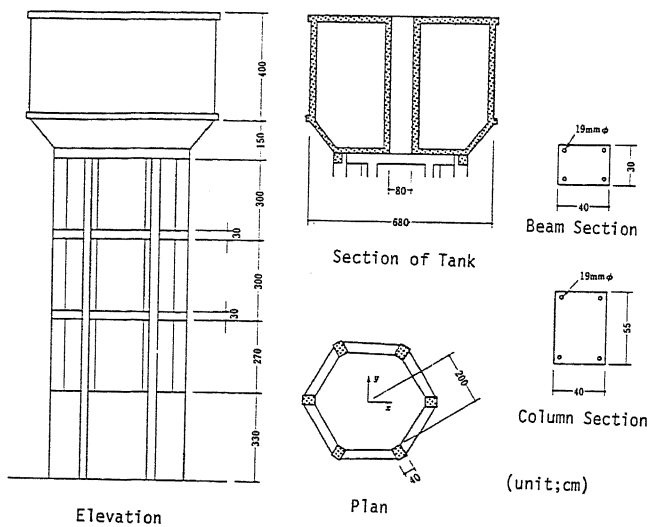 400
150
300
30
300
30
270
330
Elevation
80
680
Section of Tank
y
x
200
40
Plan
19mmφ
30
40
Beam Section
19mmφ
55
40
Column Section
(unit;cm)